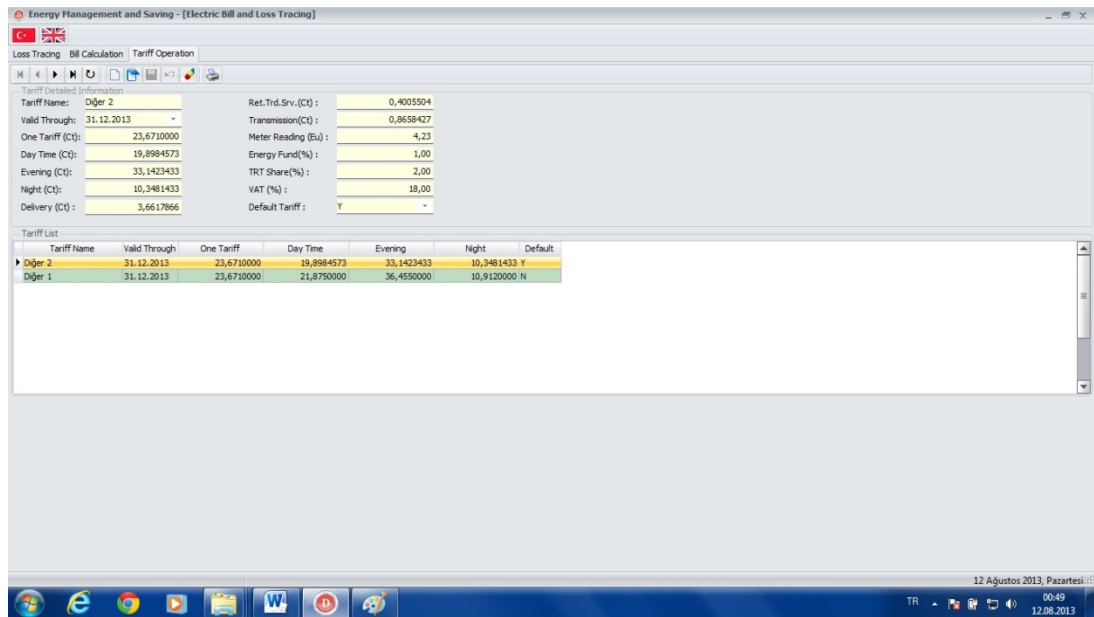 Energy Management and Saving - [Electric Bill and Loss Tracing]
Loss Tracing Bill Calculation Tariff Operation
Tariff Detailed Information
Tariff Name: Diğer 2 Ret.Trd.Srv.(Ct) : 0,4005504
Valid Through: 31.12.2013 Transmission(Ct) : 0,8658427
One Tariff (Ct): 23,6710000 Meter Reading (Eu) : 4,23
Day Time (Ct): 19,8984573 Energy Fund(%) : 1,00
Evening (Ct): 33,1423433 TRT Share(%) : 2,00
Night (Ct): 10,3481433 VAT (%) : 18,00
Delivery (Ct) : 3,6617866 Default Tariff : Y
Tariff List
Tariff Name Valid Through One Tariff Day Time Evening Night Default
Diğer 2 31.12.2013 23,6710000 19,8984573 33,1423433 10,3481433 Y
Diğer 1 31.12.2013 23,6710000 21,8750000 36,4550000 10,9120000 N
12 Ağustos 2013, Pazartesi
TR 00:49
12.08.2013